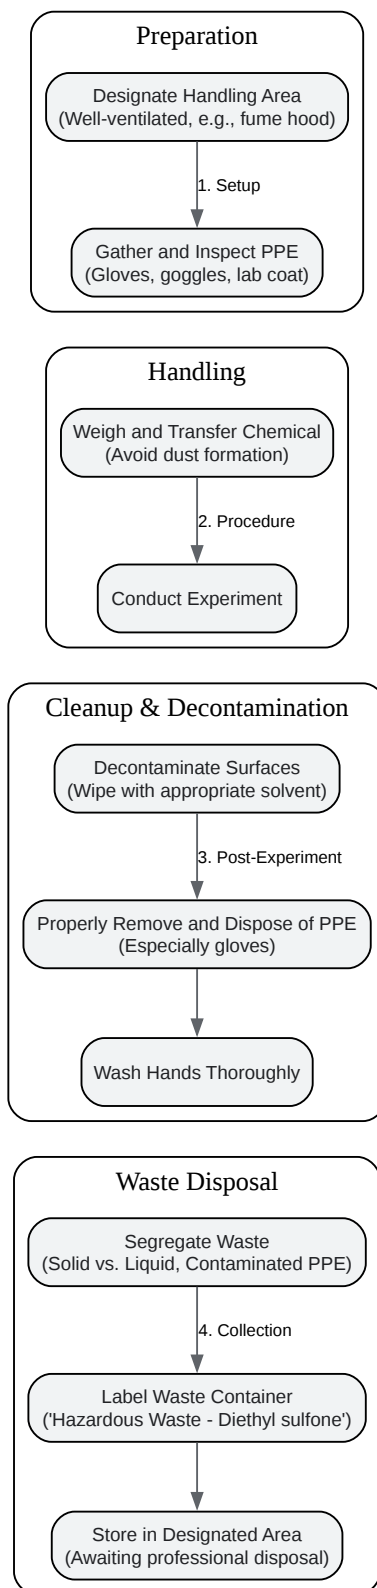 Preparation
Designate Handling Area
(Well-ventilated, e.g., fume hood)
1. Setup
Gather and Inspect PPE
(Gloves, goggles, lab coat)
Handling
Weigh and Transfer Chemical
(Avoid dust formation)
2. Procedure
Conduct Experiment
Cleanup & Decontamination
Decontaminate Surfaces
(Wipe with appropriate solvent)
3. Post-Experiment
Properly Remove and Dispose of PPE
(Especially gloves)
Wash Hands Thoroughly
Waste Disposal
Segregate Waste
(Solid vs. Liquid, Contaminated PPE)
4. Collection
Label Waste Container
('Hazardous Waste - Diethyl sulfone')
Store in Designated Area
(Awaiting professional disposal)